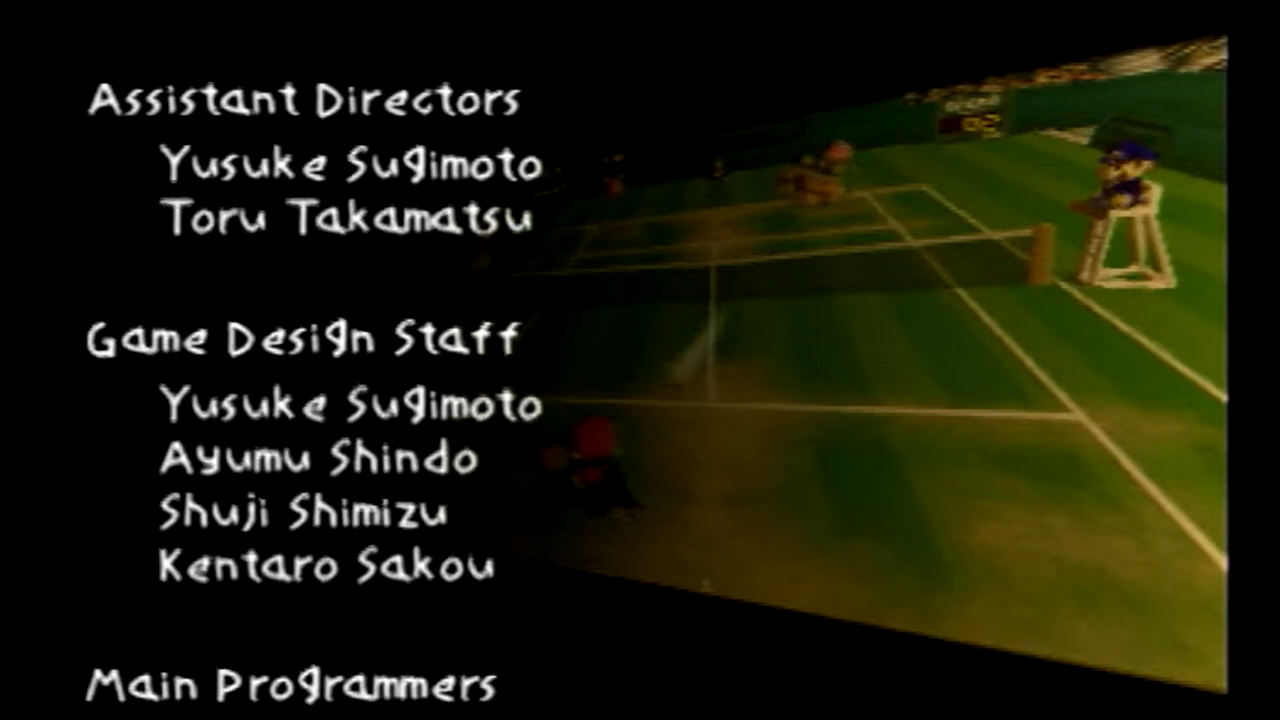 Assistant Directors
Yusuke Sugimoto
Toru Takamatsu
Game Design Staff
Yusuke Sugimoto
Ayumu Shindo
Shuji Shimizu
Kentaro Sakou
Main Programmers
92